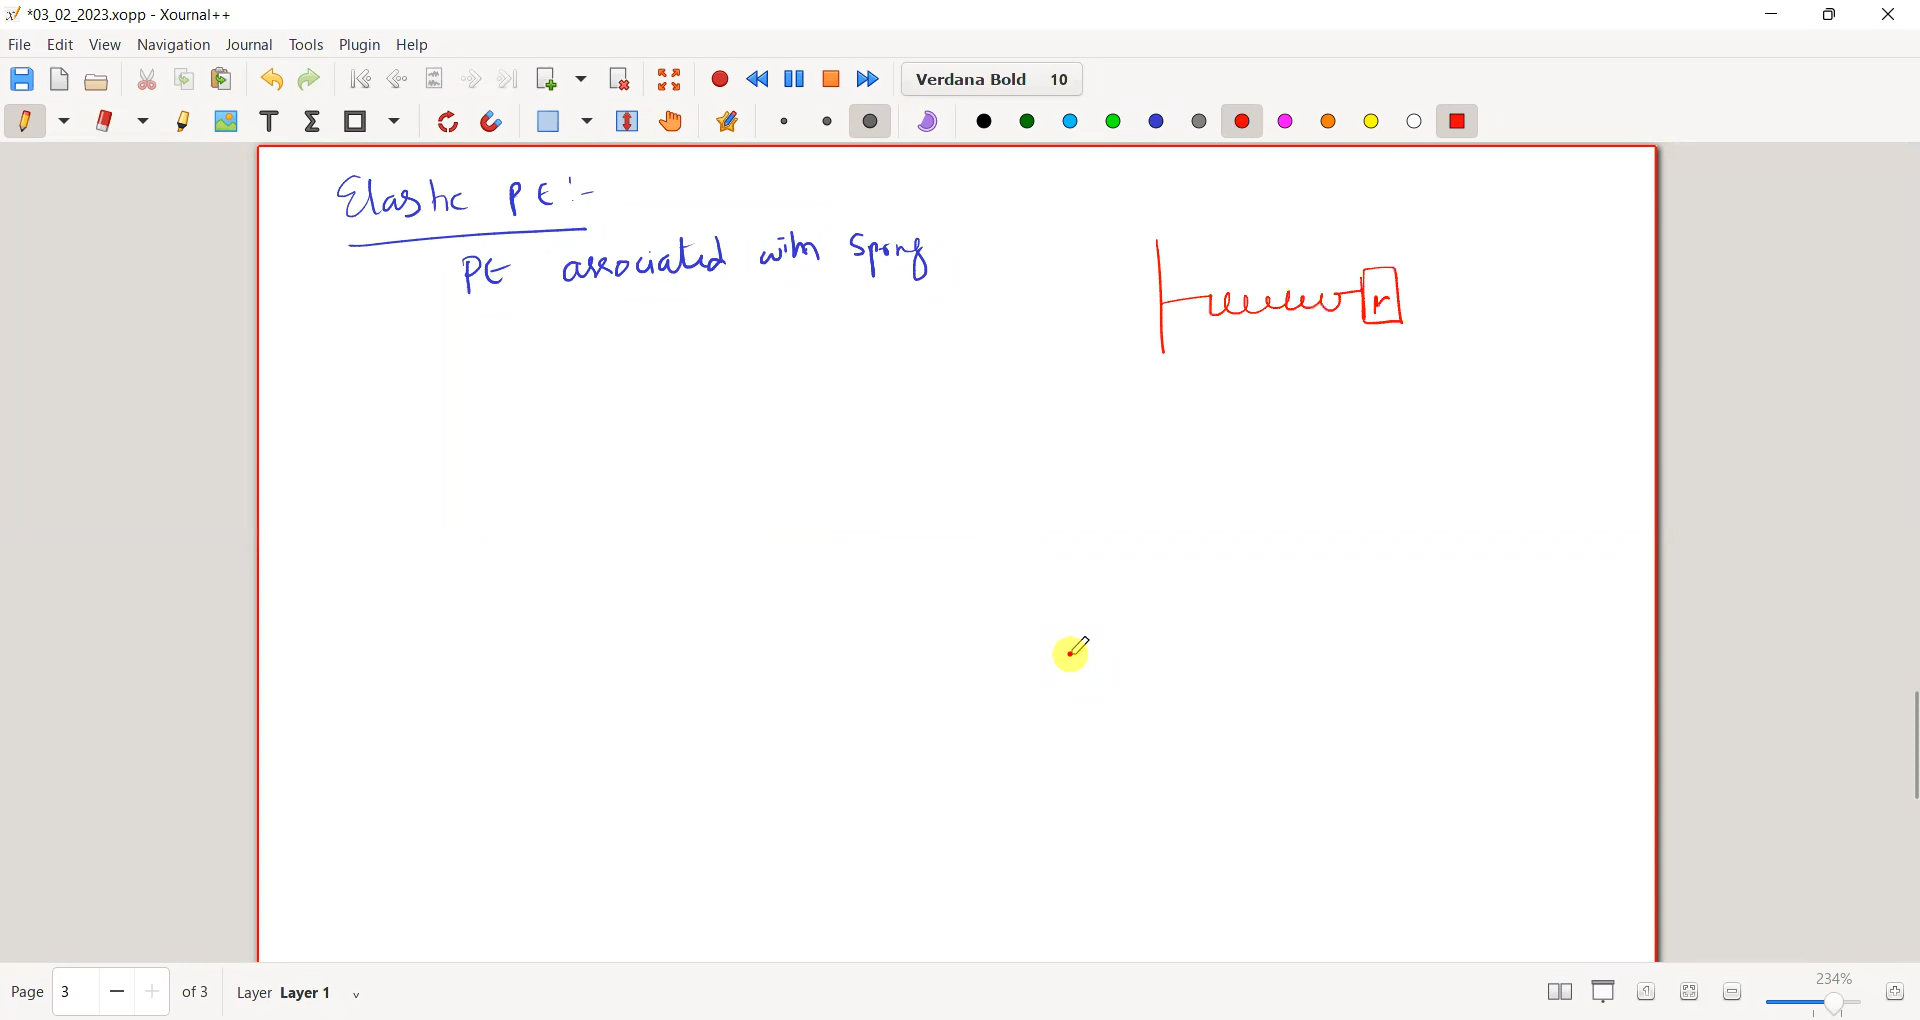 *03_02_2023.xopp - Xournal++
File Edit View Navigation Journal Tools Plugin Help
Verdana Bold 10
Elastic PE :-
PE associated with Spring
r
Page 3 of 3 Layer Layer 1
234%